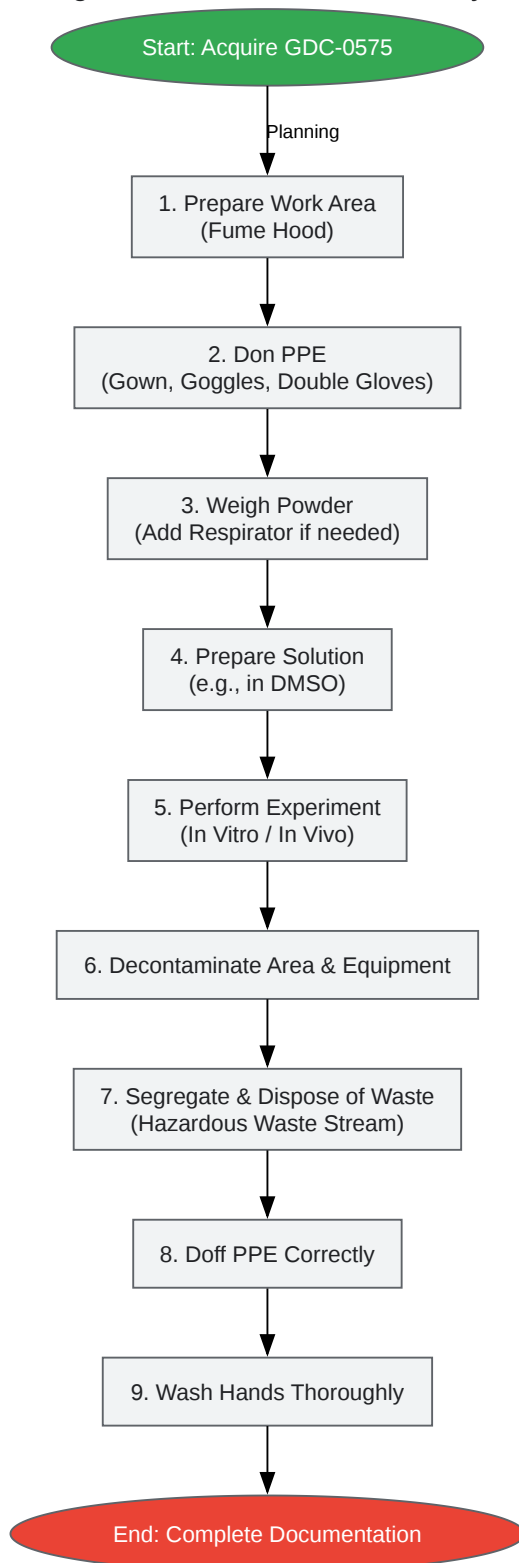 Start: Acquire GDC-0575
Planning
1. Prepare Work Area
(Fume Hood)
2. Don PPE
(Gown, Goggles, Double Gloves)
3. Weigh Powder
(Add Respirator if needed)
4. Prepare Solution
(e.g., in DMSO)
5. Perform Experiment
(In Vitro / In Vivo)
6. Decontaminate Area & Equipment
7. Segregate & Dispose of Waste
(Hazardous Waste Stream)
8. Doff PPE Correctly
9. Wash Hands Thoroughly
End: Complete Documentation